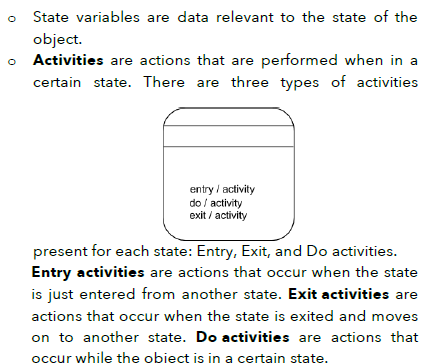 o State variables are data relevant to the state of the
object.
o Activities are actions that are performed when in a
certain state. There are three types of activities
entry / activity
do / activity
exit / activity
present for each state: Entry, Exit, and Do activities.
Entry activities are actions that occur when the state
is just entered from another state. Exit activities are
actions that occur when the state is exited and moves
on to another state. Do activities are actions that
occur while the object is in a certain state.